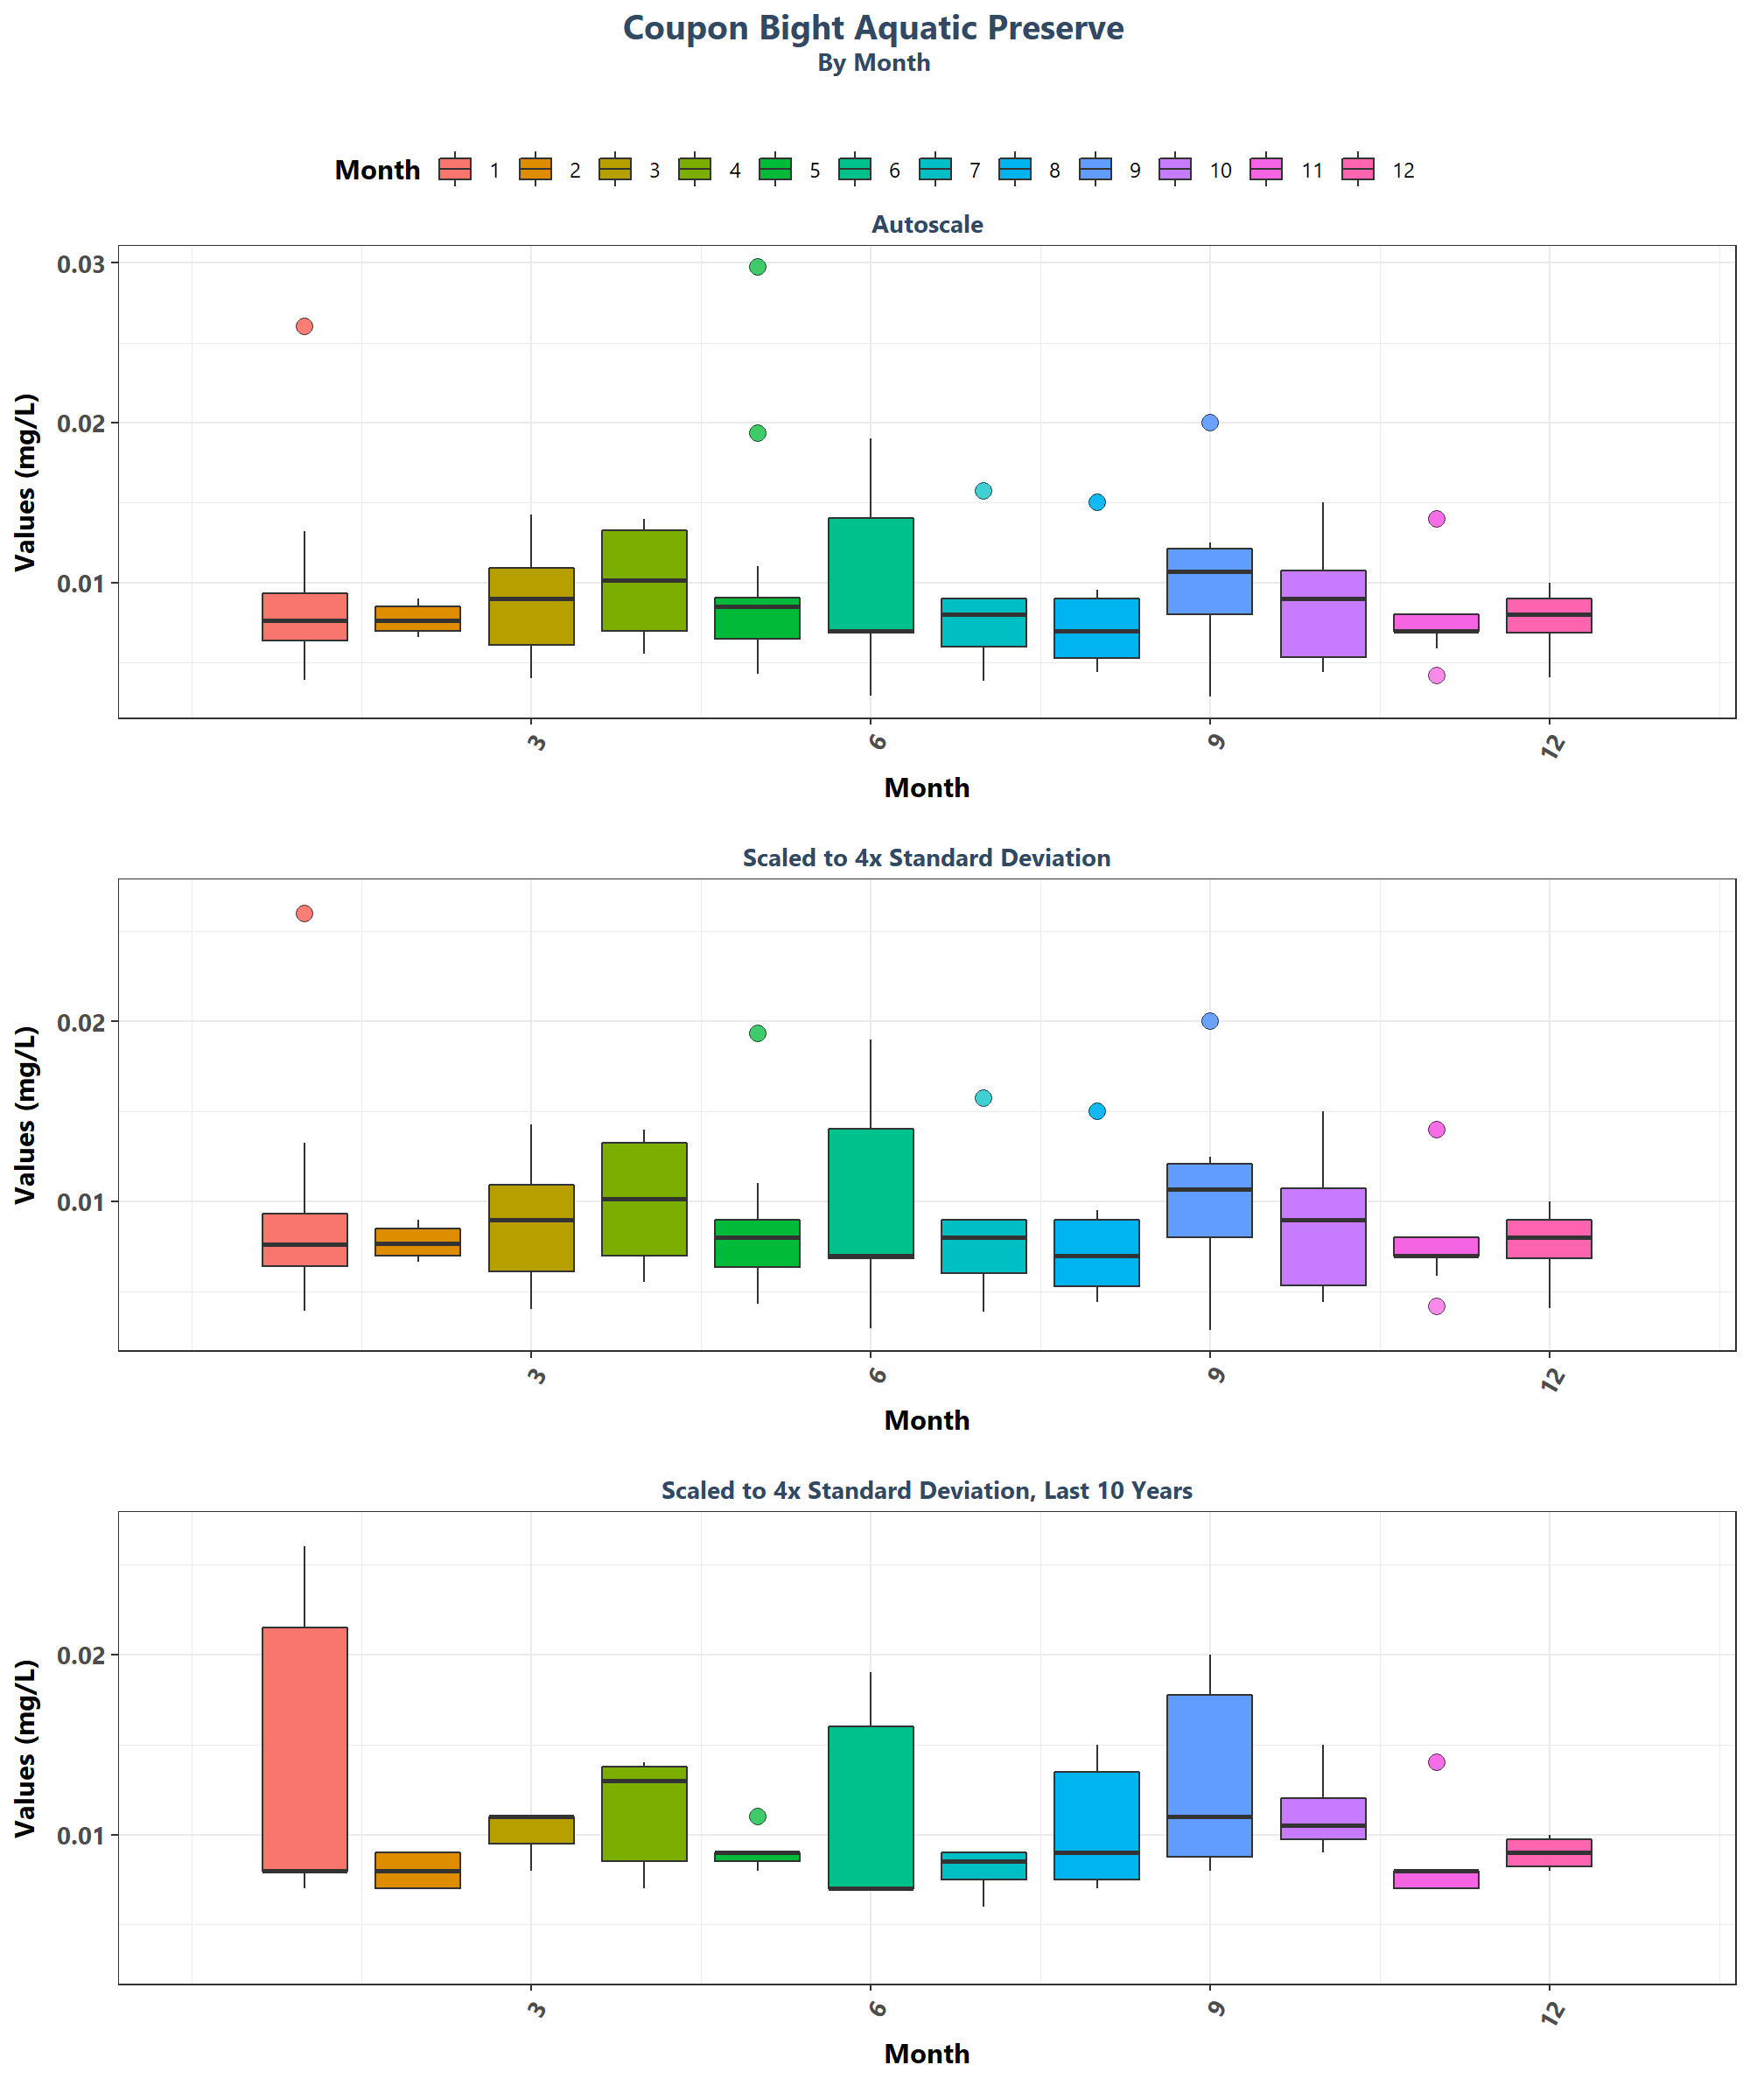 Coupon Bight Aquatic Preserve
By Month
Month 1 2 3 4 5 6 7 8 9 10 11 12
Autoscale
Values (mg/L)
0.03
0.02
0.01
3 6 9 12
Month
Scaled to 4x Standard Deviation
Values (mg/L)
0.02
0.01
3 6 9 12
Month
Scaled to 4x Standard Deviation, Last 10 Years
Values (mg/L)
0.02
0.01
3 6 9 12
Month